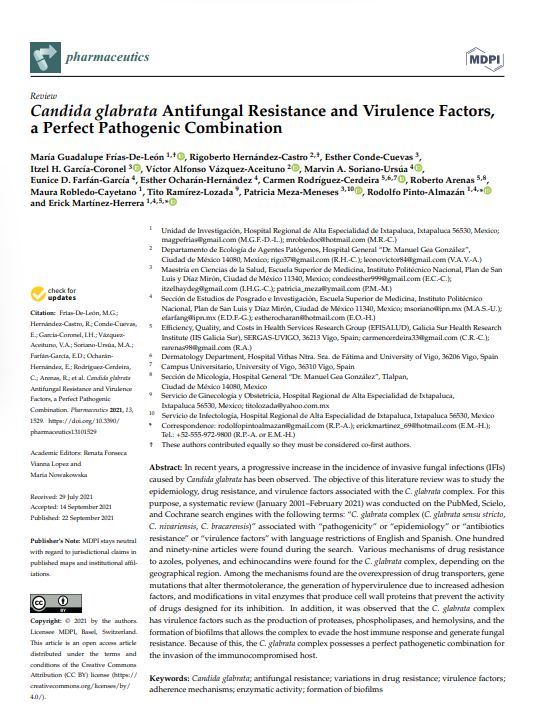 pharmaceutics
MDPI
Review
Candida glabrata Antifungal Resistance and Virulence Factors,
a Perfect Pathogenic Combination
María Guadalupe Frías-De-León 1,‡, Rigoberto Hernández-Castro 2,‡, Esther Conde-Cuevas 3,
Itzel H. García-Coronel 3, Víctor Alfonso Vázquez-Aceituno 2, Marvin A. Soriano-Ursúa 4,
Eunice D. Farfán-García 4, Esther Ocharán-Hernández 4, Carmen Rodríguez-Cerdeira 5,6,7, Roberto Arenas 5,8,
Maura Robledo-Cayetano 1, Tito Ramírez-Lozada 9, Patricia Meza-Meneses 3,10, Rodolfo Pinto-Almazán 1,4,*
and Erick Martínez-Herrera 1,4,5,*
1 Unidad de Investigación, Hospital Regional de Alta Especialidad de Ixtapaluca, Ixtapaluca 56530, Mexico;
magpefrias@gmail.com (M.G.F.-D.-L.); mrobledoc@hotmail.com (M.R.-C.)
2 Departamento de Ecología de Agentes Patógenos, Hospital General “Dr. Manuel Gea González”,
Ciudad de México 14080, Mexico; rigo37@gmail.com (R.H.-C.); leonovictor84@gmail.com (V.A.V.-A.)
3 Maestría en Ciencias de la Salud, Escuela Superior de Medicina, Instituto Politécnico Nacional, Plan de San
Luis y Díaz Mirón, Ciudad de México 11340, Mexico; condeesther999@gmail.com (E.C.-C.);
itzelhaydeg@gmail.com (I.H.G.-C.); patricia_meza@ymail.com (P.M.-M.)
4 Sección de Estudios de Posgrado e Investigación, Escuela Superior de Medicina, Instituto Politécnico
Nacional, Plan de San Luis y Díaz Mirón, Ciudad de México 11340, Mexico; msoriano@ipn.mx (M.A.S.-U.);
efarfang@ipn.mx (E.D.F.-G.); estherocharan@hotmail.com (E.O.-H.)
5 Efficiency, Quality, and Costs in Health Services Research Group (EFISALUD), Galicia Sur Health Research
Institute (IIS Galicia Sur), SERGAS-UVIGO, 36213 Vigo, Spain; carmencerdeira33@gmail.com (C.R.-C.);
rarenas98@gmail.com (R.A.)
6 Dermatology Department, Hospital Vithas Ntra. Sra. de Fátima and University of Vigo, 36206 Vigo, Spain
7 Campus Universitario, University of Vigo, 36310 Vigo, Spain
8 Sección de Micología, Hospital General “Dr. Manuel Gea González”, Tlalpan,
Ciudad de México 14080, Mexico
9 Servicio de Ginecología y Obstetricia, Hospital Regional de Alta Especialidad de Ixtapaluca,
Ixtapaluca 56530, Mexico; titolozada@yahoo.com.mx
10 Servicio de Infectología, Hospital Regional de Alta Especialidad de Ixtapaluca, Ixtapaluca 56530, Mexico
* Correspondence: rodolfopintoalmazan@gmail.com (R.P.-A.); erickmartinez_69@hotmail.com (E.M.-H.);
Tel.: +52-555-972-9800 (R.P.-A. or E.M.-H.)
‡ These authors contributed equally so they must be considered co-first authors.
check for
updates
Citation: Frías-De-León, M.G.;
Hernández-Castro, R.; Conde-Cuevas,
E.; García-Coronel, I.H.; Vázquez-
Aceituno, V.A.; Soriano-Ursúa, M.A.;
Farfán-García, E.D.; Ocharán-
Hernández, E.; Rodríguez-Cerdeira,
C.; Arenas, R.; et al. Candida glabrata
Antifungal Resistance and Virulence
Factors, a Perfect Pathogenic
Combination. Pharmaceutics 2021, 13,
1529. https://doi.org/10.3390/
pharmaceutics13101529
Academic Editors: Renata Fonseca
Vianna Lopez and
Maria Nowakowska
Received: 29 July 2021
Accepted: 14 September 2021
Published: 22 September 2021
Publisher's Note: MDPI stays neutral
with regard to jurisdictional claims in
published maps and institutional affil-
iations.
CC BY
Copyright: © 2021 by the authors.
Licensee MDPI, Basel, Switzerland.
This article is an open access article
distributed under the terms and
conditions of the Creative Commons
Attribution (CC BY) license (https://
creativecommons.org/licenses/by/
4.0/).
Abstract: In recent years, a progressive increase in the incidence of invasive fungal infections (IFIs)
caused by Candida glabrata has been observed. The objective of this literature review was to study the
epidemiology, drug resistance, and virulence factors associated with the C. glabrata complex. For this
purpose, a systematic review (January 2001–February 2021) was conducted on the PubMed, Scielo,
and Cochrane search engines with the following terms: “C. glabrata complex (C. glabrata sensu stricto,
C. nivariensis, C. bracarensis)” associated with “pathogenicity” or “epidemiology” or “antibiotics
resistance” or “virulence factors” with language restrictions of English and Spanish. One hundred
and ninety-nine articles were found during the search. Various mechanisms of drug resistance
to azoles, polyenes, and echinocandins were found for the C. glabrata complex, depending on the
geographical region. Among the mechanisms found are the overexpression of drug transporters, gene
mutations that alter thermotolerance, the generation of hypervirulence due to increased adhesion
factors, and modifications in vital enzymes that produce cell wall proteins that prevent the activity
of drugs designed for its inhibition. In addition, it was observed that the C. glabrata complex
has virulence factors such as the production of proteases, phospholipases, and hemolysins, and the
formation of biofilms that allows the complex to evade the host immune response and generate fungal
resistance. Because of this, the C. glabrata complex possesses a perfect pathogenetic combination for
the invasion of the immunocompromised host.
Keywords: Candida glabrata; antifungal resistance; variations in drug resistance; virulence factors;
adherence mechanisms; enzymatic activity; formation of biofilms